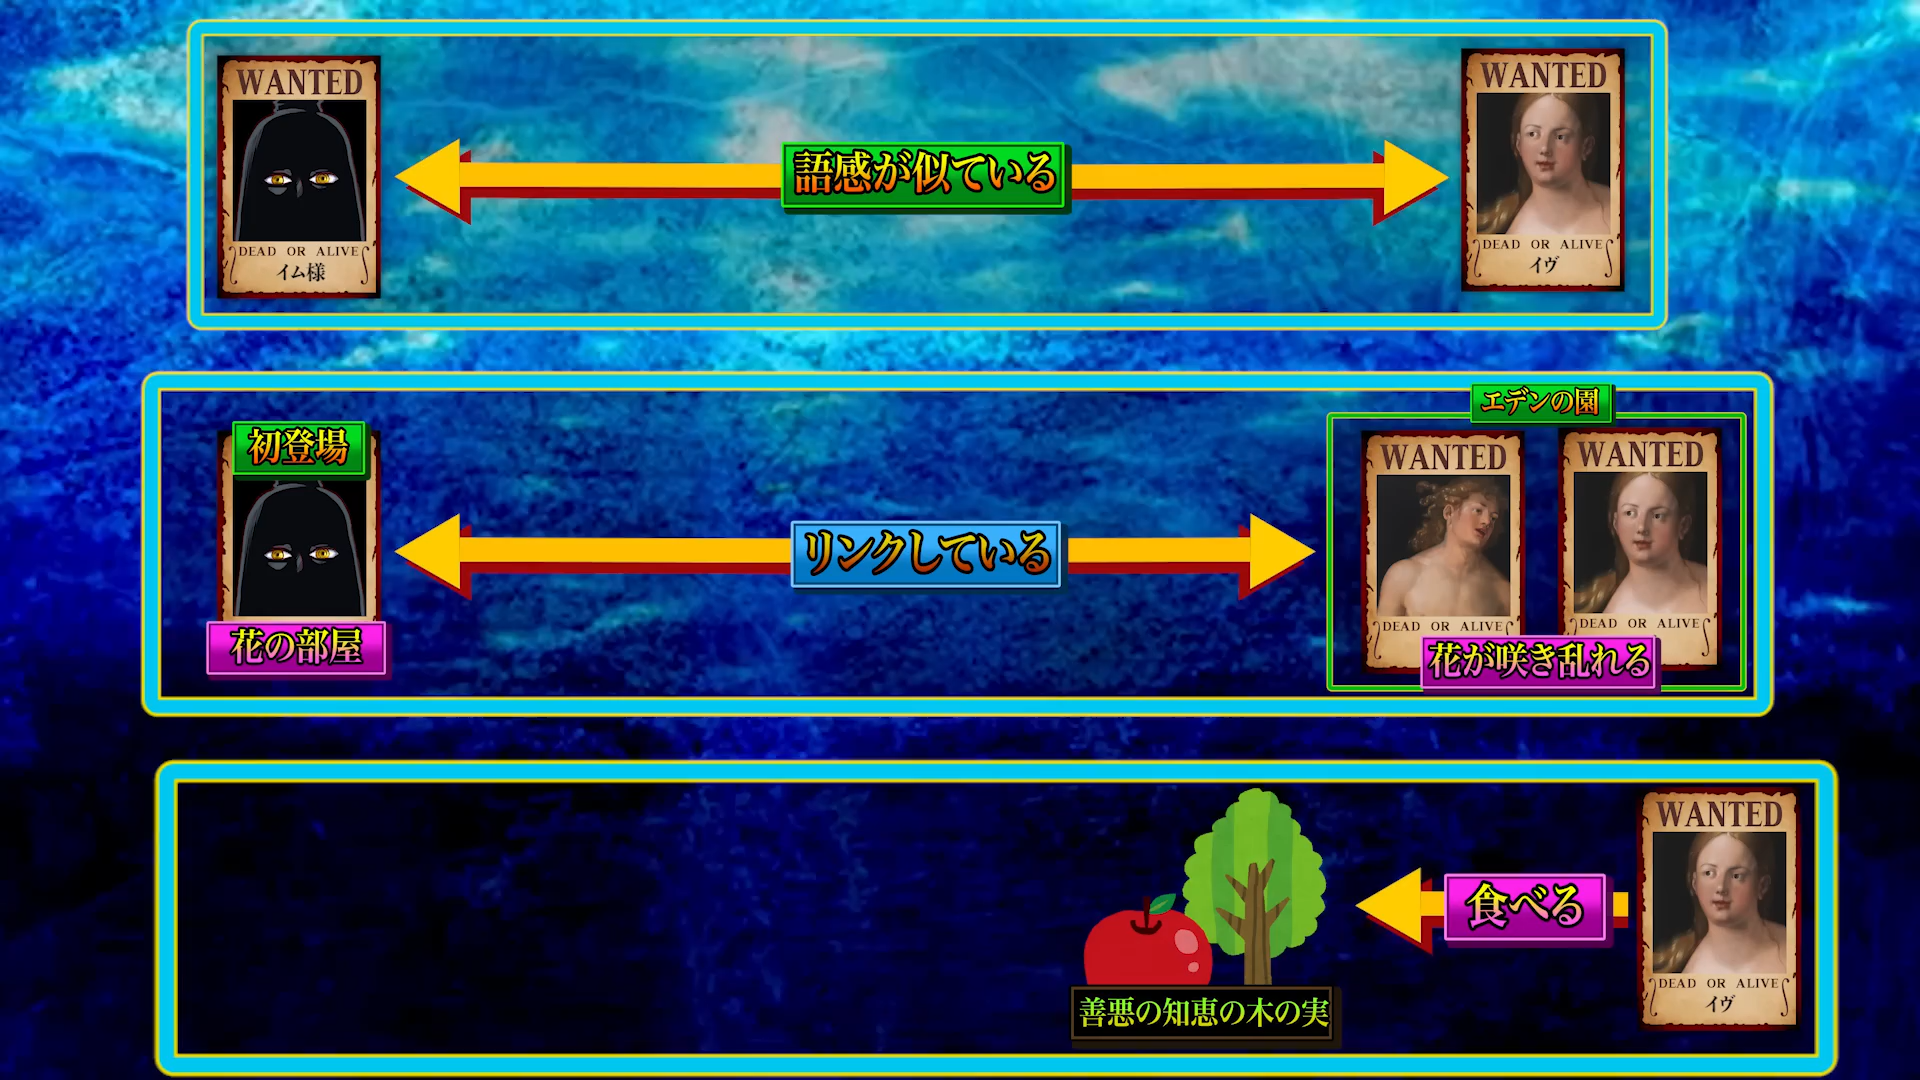 WANTED
DEAD OR ALIVE
イム様
語感が似ている
WANTED
DEAD OR ALIVE
イヴ
初登場
花の部屋
リンクしている
エデンの園
WANTED
DEAD OR ALIVE
WANTED
DEAD OR ALIVE
花が咲き乱れる
善悪の知恵の木の実
食べる
WANTED
DEAD OR ALIVE
イヴ